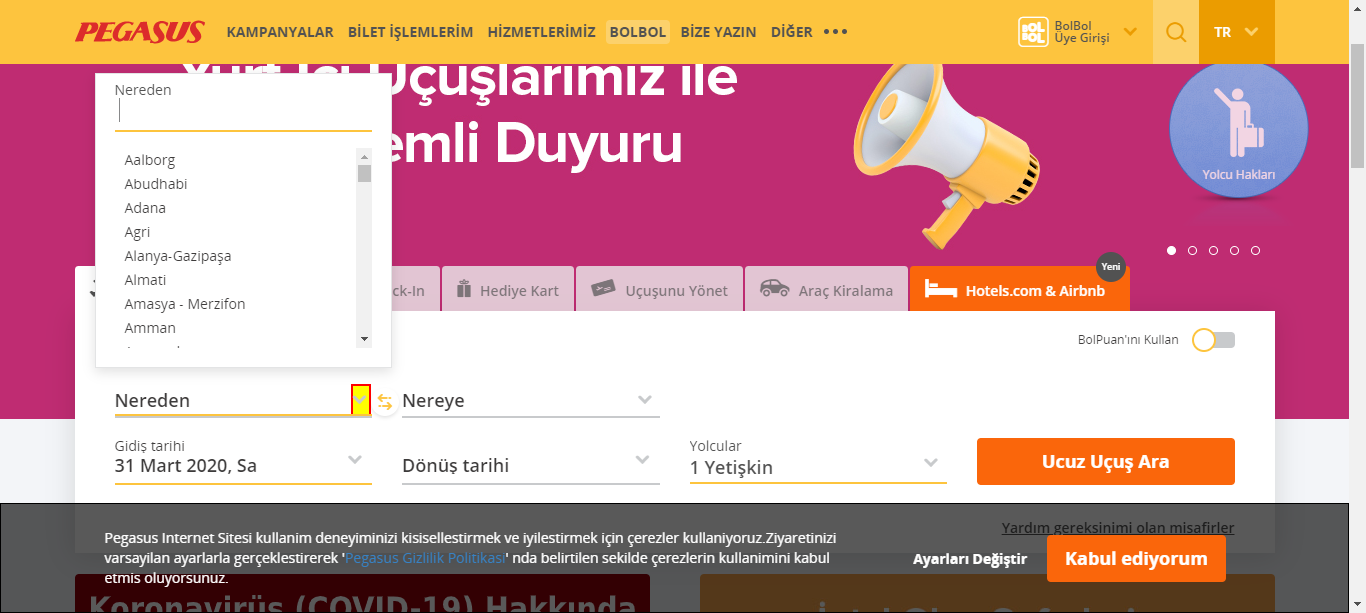 PEGASUS
KAMPANYALAR BİLET İŞLEMLERİM HİZMETLERİMİZ BOLBOL BİZE YAZIN DİĞER •••
BOL BOL
BolBol
Üye Girişi
TR
Yurt İçi Uçuşlarımız ile
emli Duyuru
Yolcu Hakları
Nereden
Aalborg
Abudhabi
Adana
Agri
Alanya-Gazipaşa
Almati
Amasya - Merzifon
Amman
ck-In
Hediye Kart
Uçuşunu Yönet
Araç Kiralama
Hotels.com & Airbnb
Yeni
BolPuan'ını Kullan
Nereden
Nereye
Gidiş tarihi
31 Mart 2020, Sa
Dönüş tarihi
Yolcular
1 Yetişkin
Ucuz Uçuş Ara
Yardım gereksinimi olan misafirler
Pegasus Internet Sitesi kullanim deneyiminizi kisisellestirmek ve iyilestirmek için çerezler kullaniyoruz.Ziyaretinizi
varsayilan ayarlarla gerçeklestirerek 'Pegasus Gizlilik Politikasi' nda belirtilen sekilde çerezlerin kullanimini kabul
etmis oluyorsunuz.
Ayarları Değiştir
Kabul ediyorum
Koronavirüs (COVID-19) Hakkında